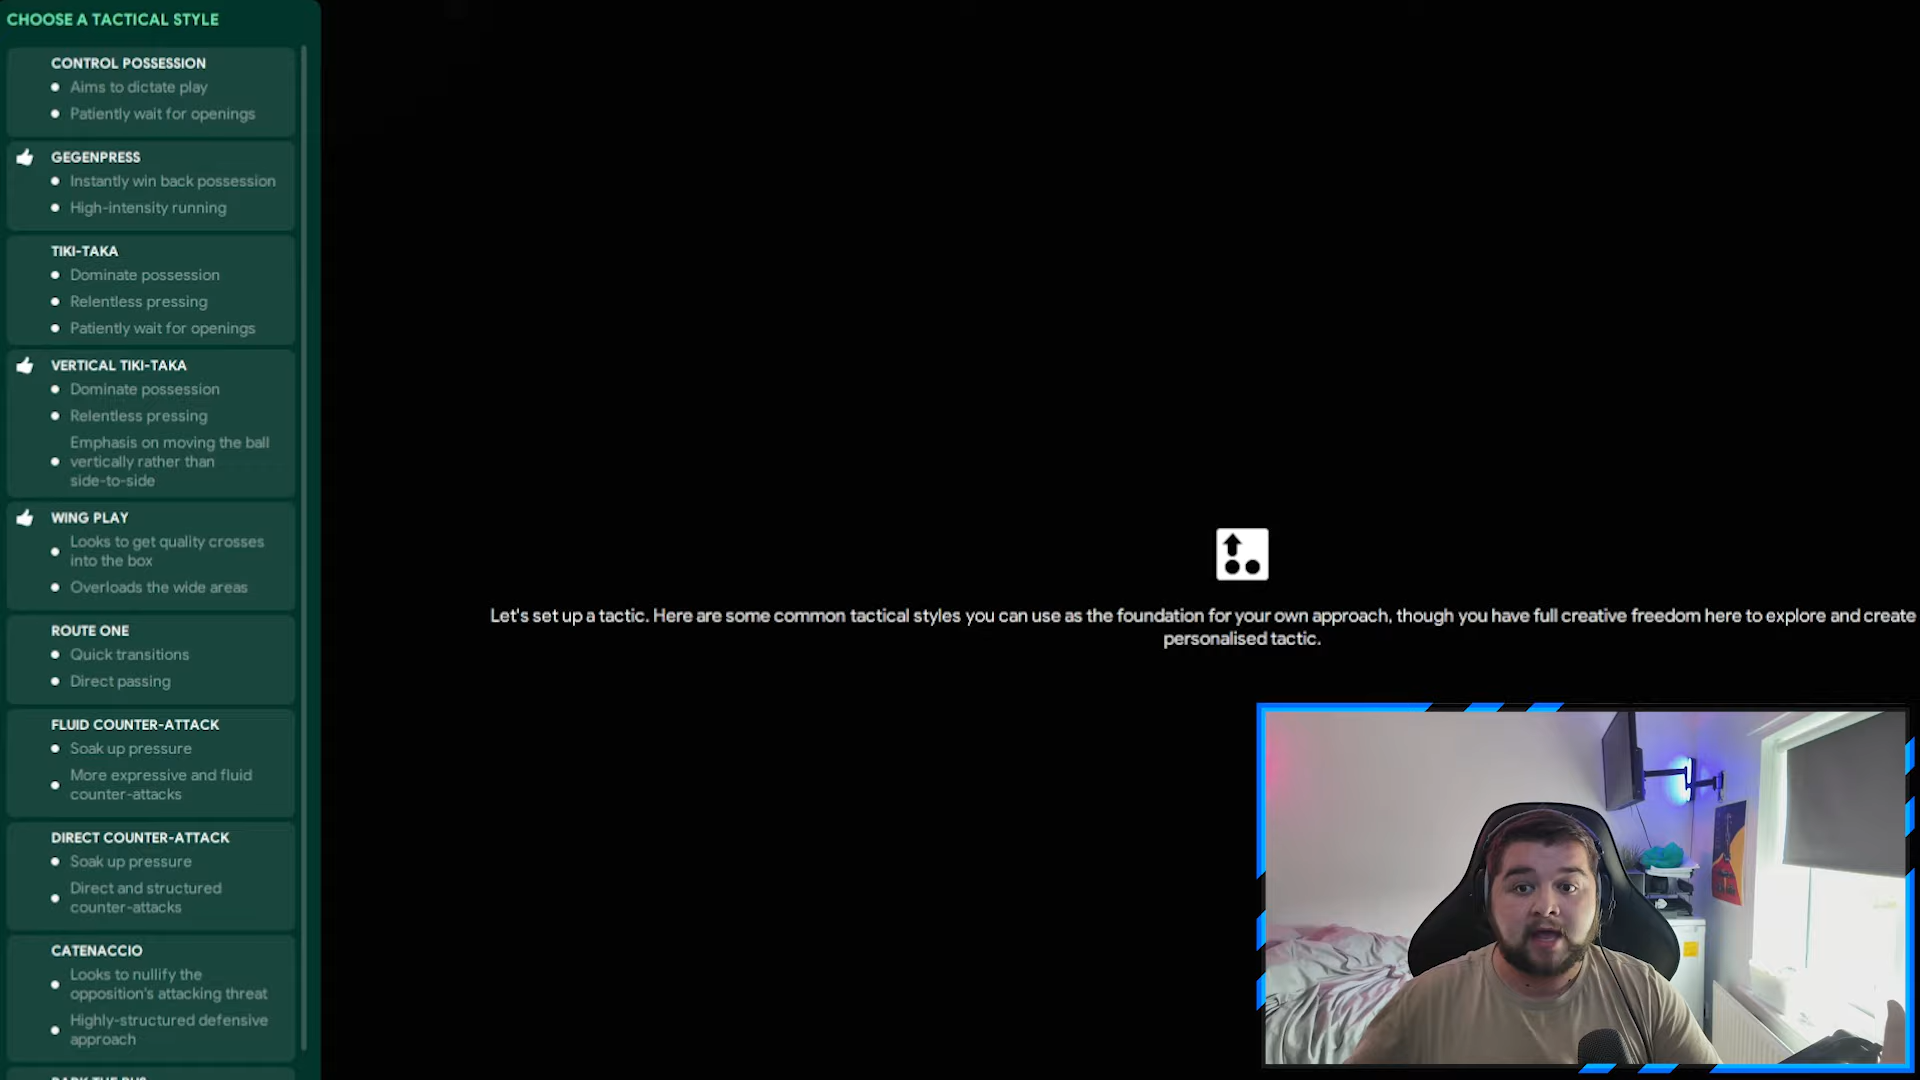 CHOOSE A TACTICAL STYLE
CONTROL POSSESSION
Aims to dictate play
Patiently wait for openings
GEGENPRESS
Instantly win back possession
High-intensity running
TIKI-TAKA
Dominate possession
Relentless pressing
Patiently wait for openings
VERTICAL TIKI-TAKA
Dominate possession
Relentless pressing
Emphasis on moving the ball
vertically rather than
side-to-side
WING PLAY
Looks to get quality crosses
into the box
Overloads the wide areas
ROUTE ONE
Quick transitions
Direct passing
FLUID COUNTER-ATTACK
Soak up pressure
More expressive and fluid
counter-attacks
DIRECT COUNTER-ATTACK
Soak up pressure
Direct and structured
counter-attacks
CATENACCIO
Looks to nullify the
opposition's attacking threat
Highly-structured defensive
approach
PARK THE BUS
Let's set up a tactic. Here are some common tactical styles you can use as the foundation for your own approach, though you have full creative freedom here to explore and create
personalised tactic.